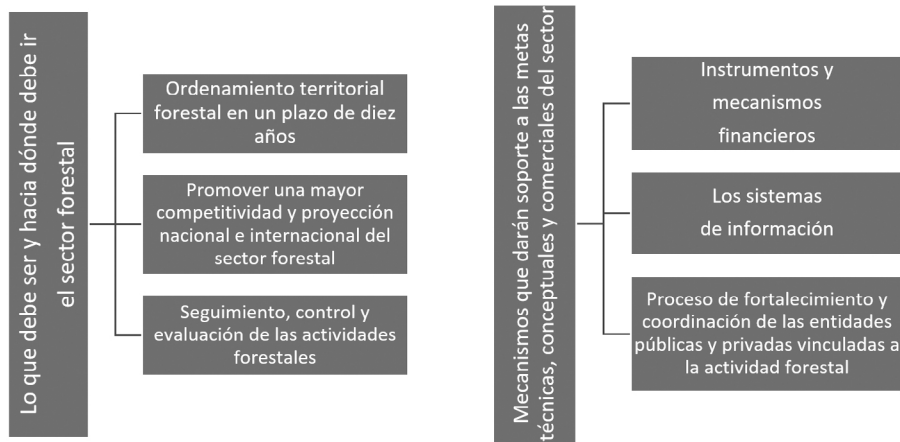 Lo que debe ser y hacia dónde debe ir
el sector forestal
Ordenamiento territorial
forestal en un plazo de diez
años
Promover una mayor
competitividad y proyección
nacional e internacional del
sector forestal
Seguimiento, control y
evaluación de las actividades
forestales
Mecanismos que darán soporte a las metas
técnicas, conceptuales y comerciales del sector
Instrumentos y
mecanismos
financieros
Los sistemas
de información
Proceso de fortalecimiento y
coordinación de las entidades
públicas y privadas vinculadas a
la actividad forestal